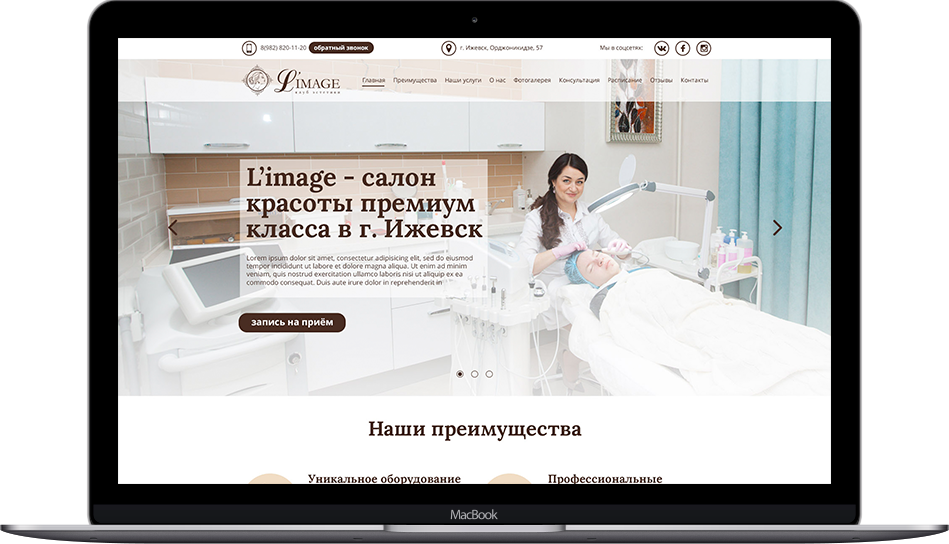 8(982) 820-11-20 обратный звонок г. Ижевск, Орджоникидзе, 57 Мы в соцсетях:
L'IMAGE
клуб эстетики
Главная Преимущества Наши услуги О нас Фотогалерея Консультация Расписание Отзывы Контакты
L'image - салон
красоты премиум
класса в г. Ижевск
Lorem ipsum dolor sit amet, consectetur adipisicing elit, sed do eiusmod
tempor incididunt ut labore et dolore magna aliqua. Ut enim ad minim
veniam, quis nostrud exercitation ullamco laboris nisi ut aliquip ex ea
commodo consequat. Duis aute irure dolor in reprehenderit in
запись на приём
Наши преимущества
Уникальное оборудование Профессиональные
MacBook